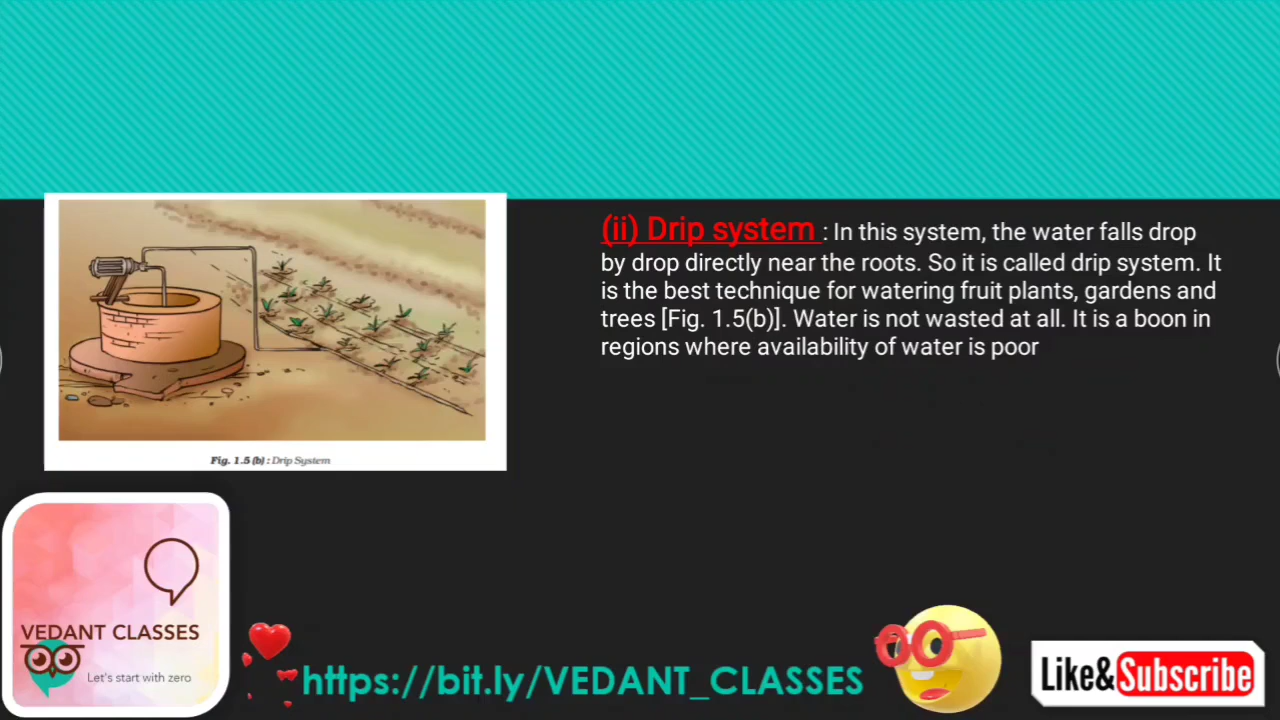 (ii) Drip system : In this system, the water falls drop
by drop directly near the roots. So it is called drip system. It
is the best technique for watering fruit plants, gardens and
trees [Fig. 1.5(b)]. Water is not wasted at all. It is a boon in
regions where availability of water is poor
Fig. 1.5 (b) : Drip System
VEDANT CLASSES
Let's start with zero
https://bit.ly/VEDANT_CLASSES
Like&Subscribe